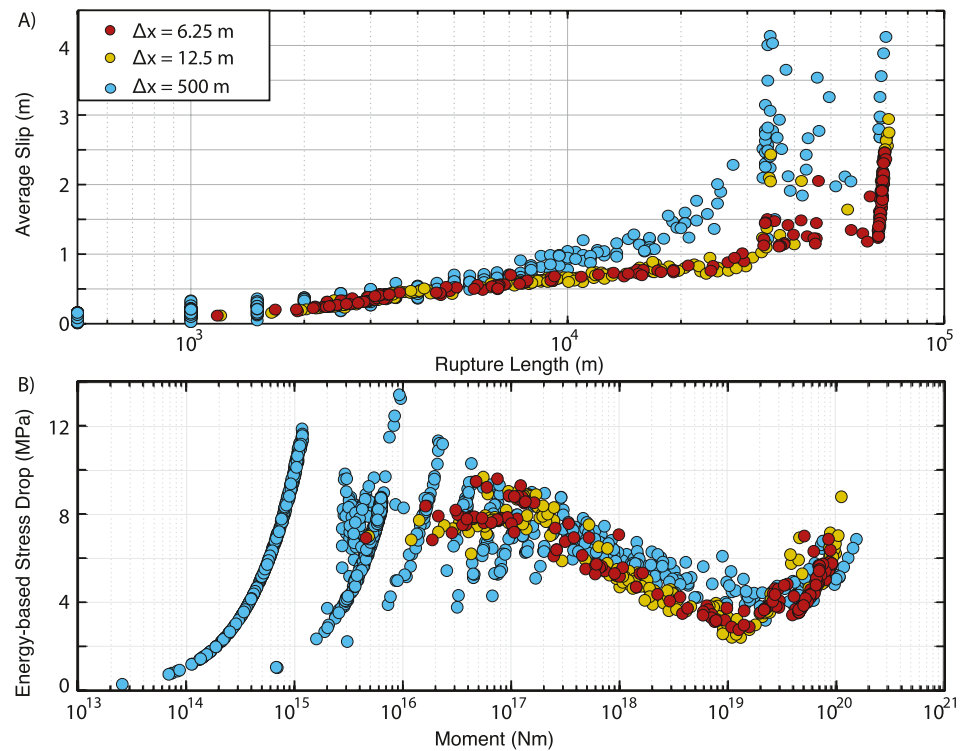 A)
Δx = 6.25 m
Δx = 12.5 m
Δx = 500 m
Average Slip (m)
4
3
2
1
0
10³
10⁴
10⁵
Rupture Length (m)
B)
Energy-based Stress Drop (MPa)
12
8
4
0
10¹³
10¹⁴
10¹⁵
10¹⁶
10¹⁷
10¹⁸
10¹⁹
10²⁰
10²¹
Moment (Nm)